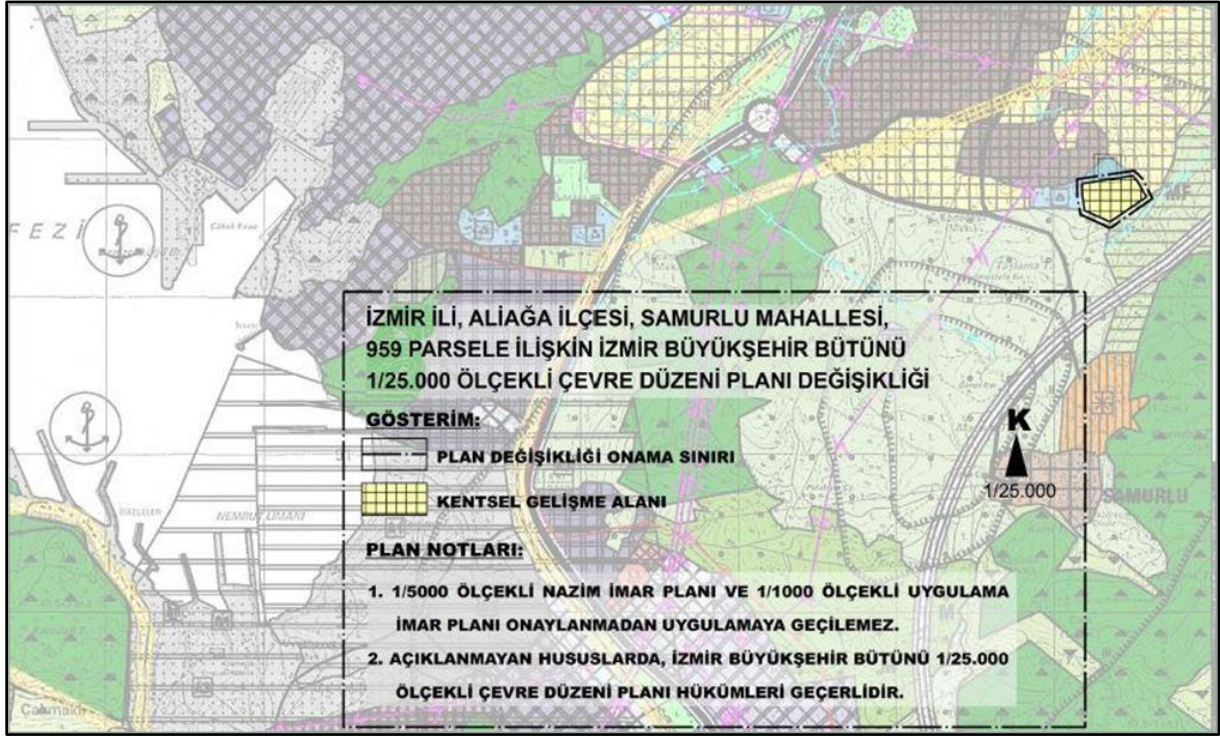 FEZİ
İZMİR İLİ, ALİAĞA İLÇESİ, SAMURLU MAHALLESİ,
959 PARSELE İLİŞKİN İZMİR BÜYÜKŞEHİR BÜTÜNÜ
1/25.000 ÖLÇEKLİ ÇEVRE DÜZENİ PLANI DEĞİŞİKLİĞİ
GÖSTERİM:
PLAN DEĞİŞİKLİĞİ ONAMA SINIRI
KENTSEL GELİŞME ALANI
K
1/25.000
SAMURLU
İSKELELER
NEMRUT LİMANI
PLAN NOTLARI:
1. 1/5000 ÖLÇEKLİ NAZIM İMAR PLANI VE 1/1000 ÖLÇEKLİ UYGULAMA
İMAR PLANI ONAYLANMADAN UYGULAMAYA GEÇİLEMEZ.
2. AÇIKLANMAYAN HUSUSLARDA, İZMİR BÜYÜKŞEHİR BÜTÜNÜ 1/25.000
ÖLÇEKLİ ÇEVRE DÜZENİ PLANI HÜKÜMLERİ GEÇERLİDİR.
M
Çakmaklı